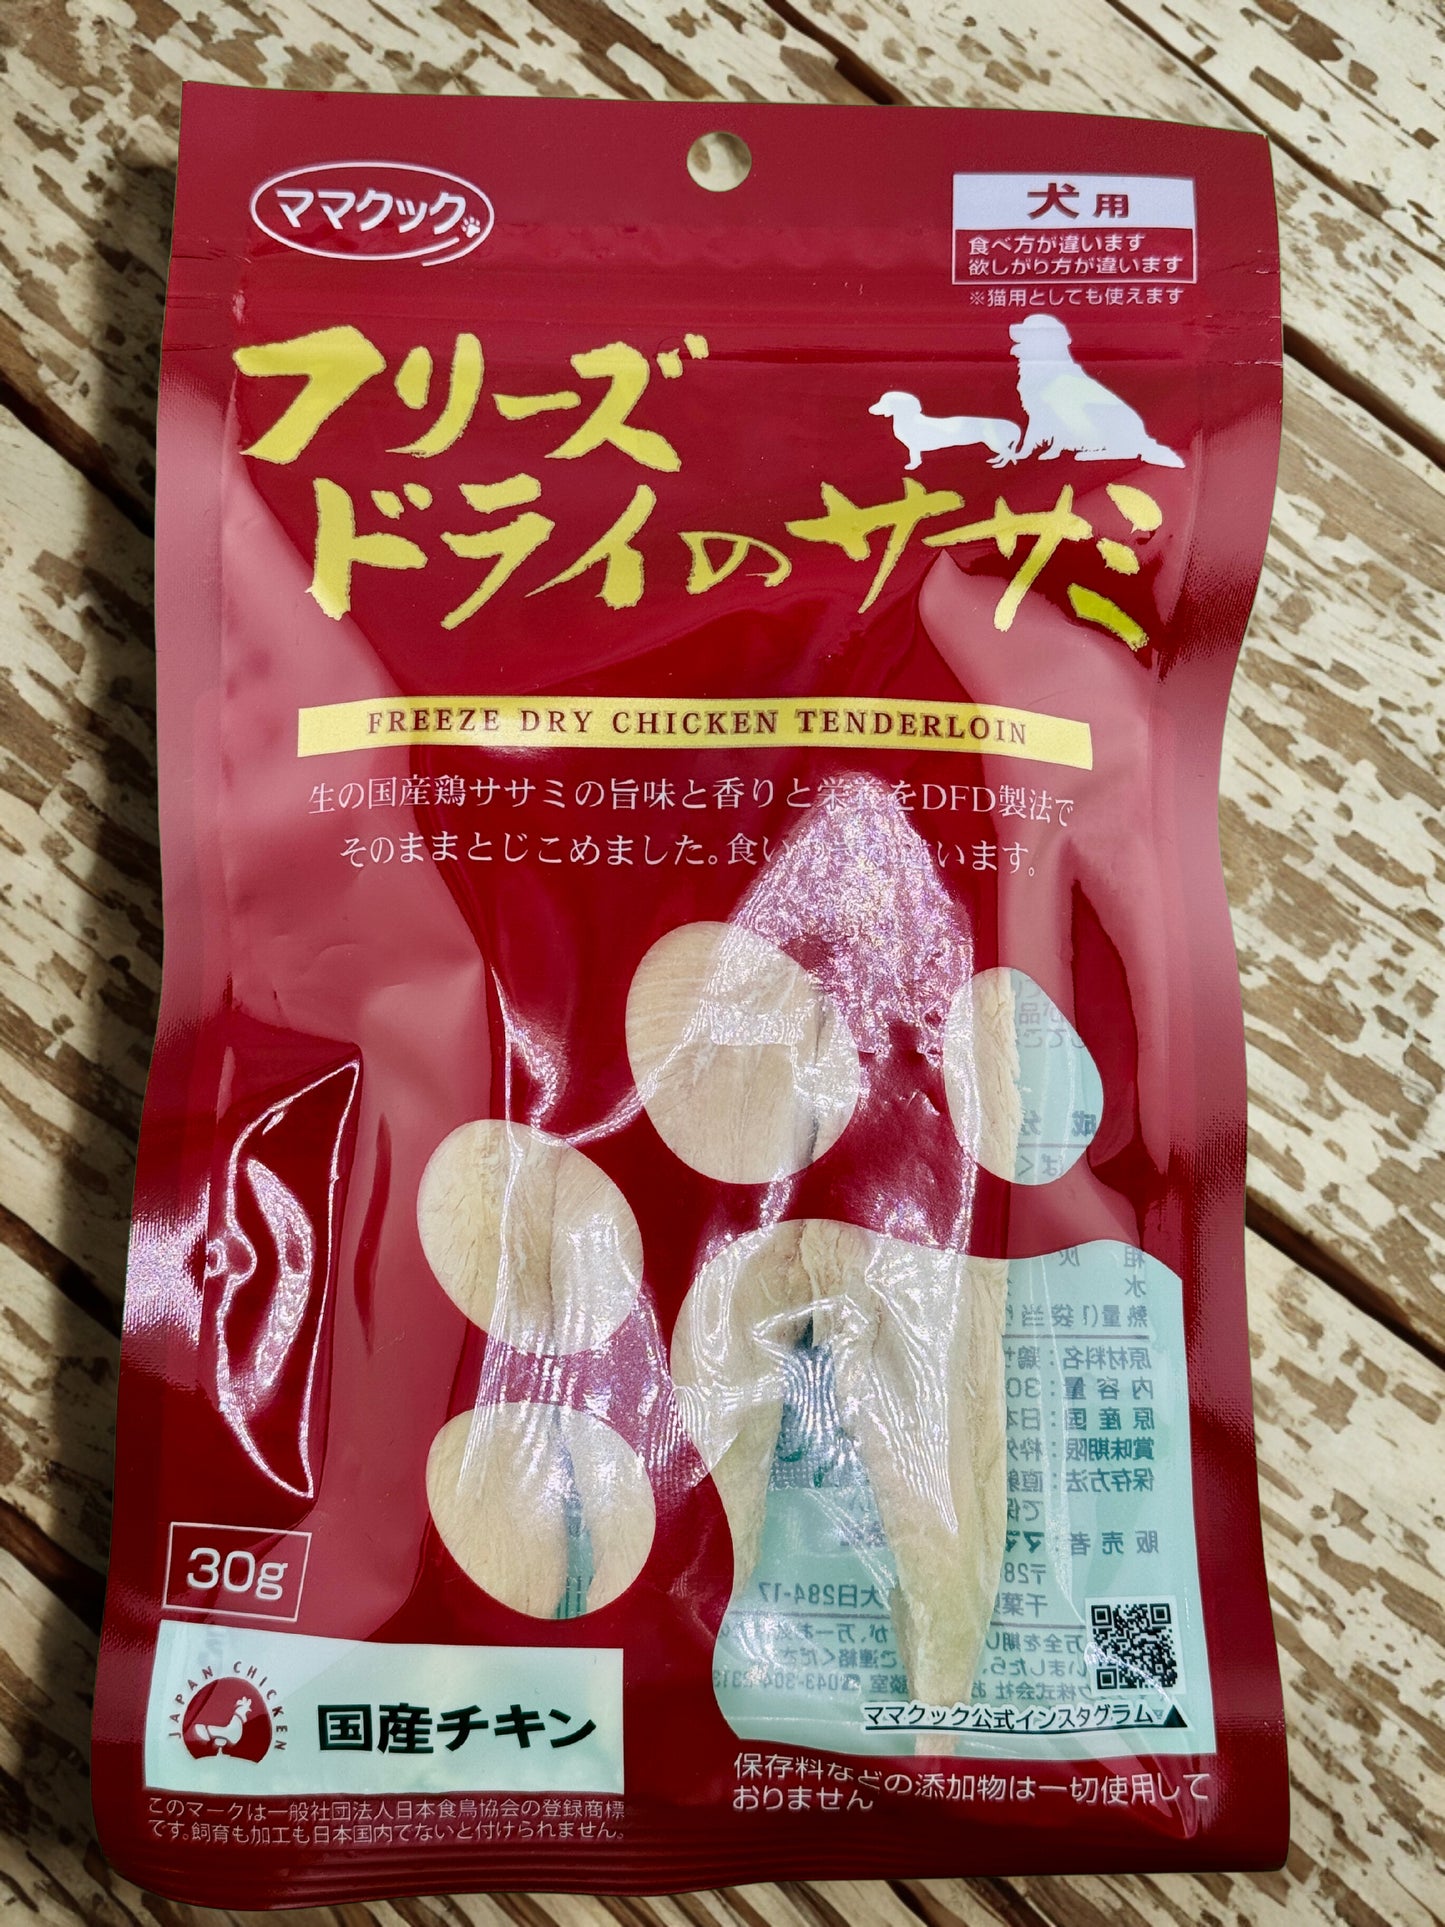 ママクック
犬用
食べ方が違います
欲しがり方が違います
※猫用としても使えます
フリーズ
ドライのササミ
FREEZE DRY CHICKEN TENDERLOIN
生の国産鶏ササミの旨味と香りと栄養をDFD製法で
そのままとじこめました。食いつきが違います。
30g
JAPAN CHICKEN
国産チキン
このマークは一般社団法人日本食鳥協会の登録商標
です。飼育も加工も日本国内でないと付けられません。
ママクック公式インスタグラム
保存料などの添加物は一切使用して
おりません